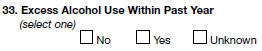 33. Excess Alcohol Use Within Past Year
(select one)
No Yes Unknown